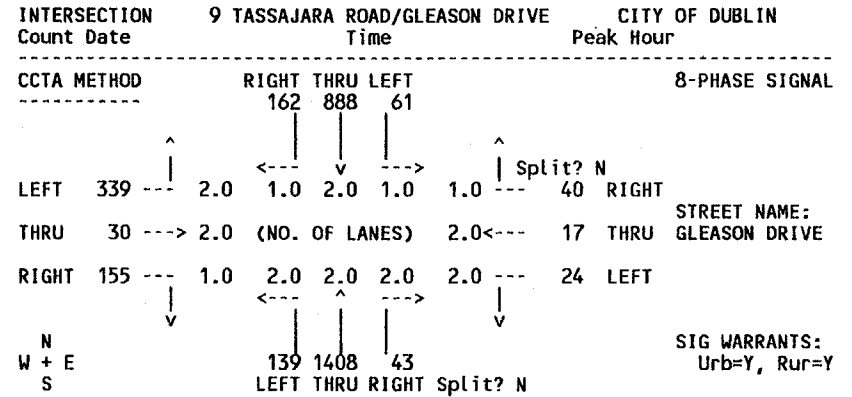 INTERSECTION 9 TASSAJARA ROAD/GLEASON DRIVE CITY OF DUBLIN
Count Date Time Peak Hour
--------------------------------------------------
CCTA METHOD RIGHT THRU LEFT 8-PHASE SIGNAL
----------- 162 888 61
^ ^
<--- v ---> Split? N
LEFT 339 --- 2.0 1.0 2.0 1.0 1.0 --- 40 RIGHT
STREET NAME:
THRU 30 ---> 2.0 (NO. OF LANES) 2.0<--- 17 THRU GLEASON DRIVE
RIGHT 155 --- 1.0 2.0 2.0 2.0 2.0 --- 24 LEFT
<--- ^ --->
v v
N SIG WARRANTS:
W + E 139 1408 43 Urb=Y, Rur=Y
S LEFT THRU RIGHT Split? N